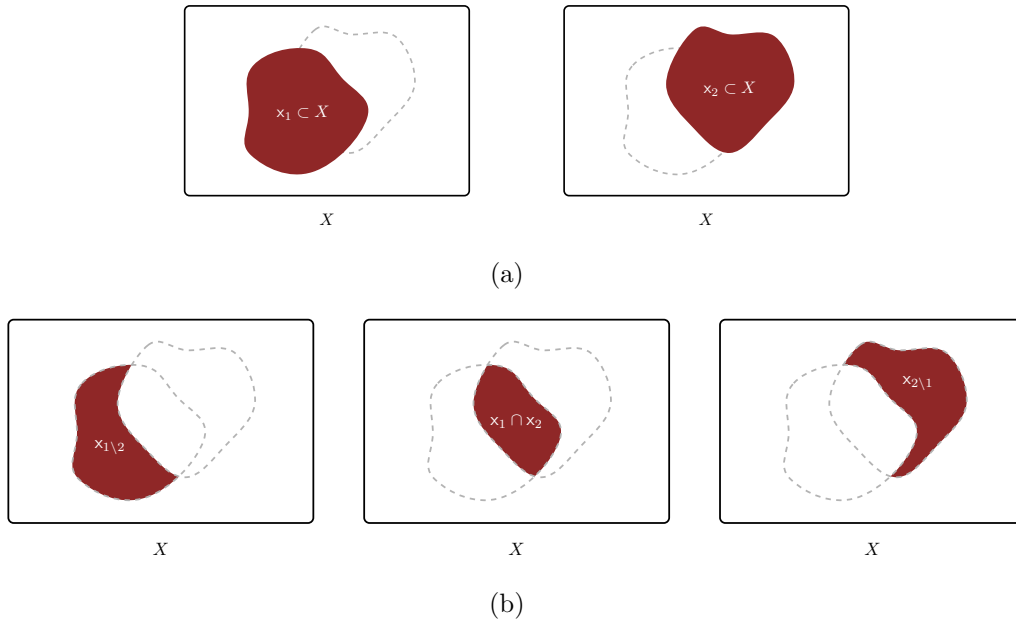 x₁ ⊂ X
x₂ ⊂ X
X
X
(a)
x₁\₂
x₁ ∩ x₂
x₂\₁
X
X
X
(b)